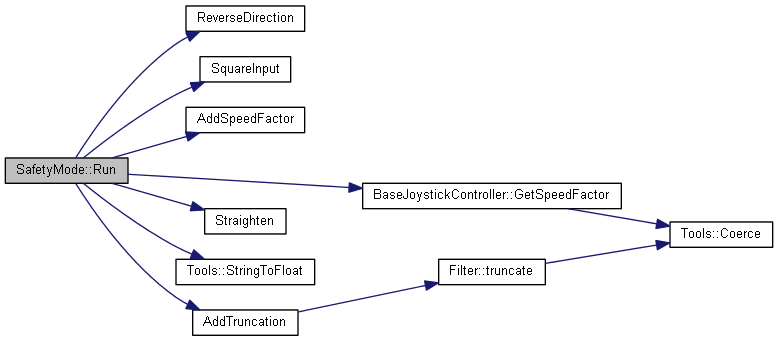 ReverseDirection
SquareInput
AddSpeedFactor
SafetyMode::Run
BaseJoystickController::GetSpeedFactor
Straighten
Tools::Coerce
Tools::StringToFloat
Filter::truncate
AddTruncation